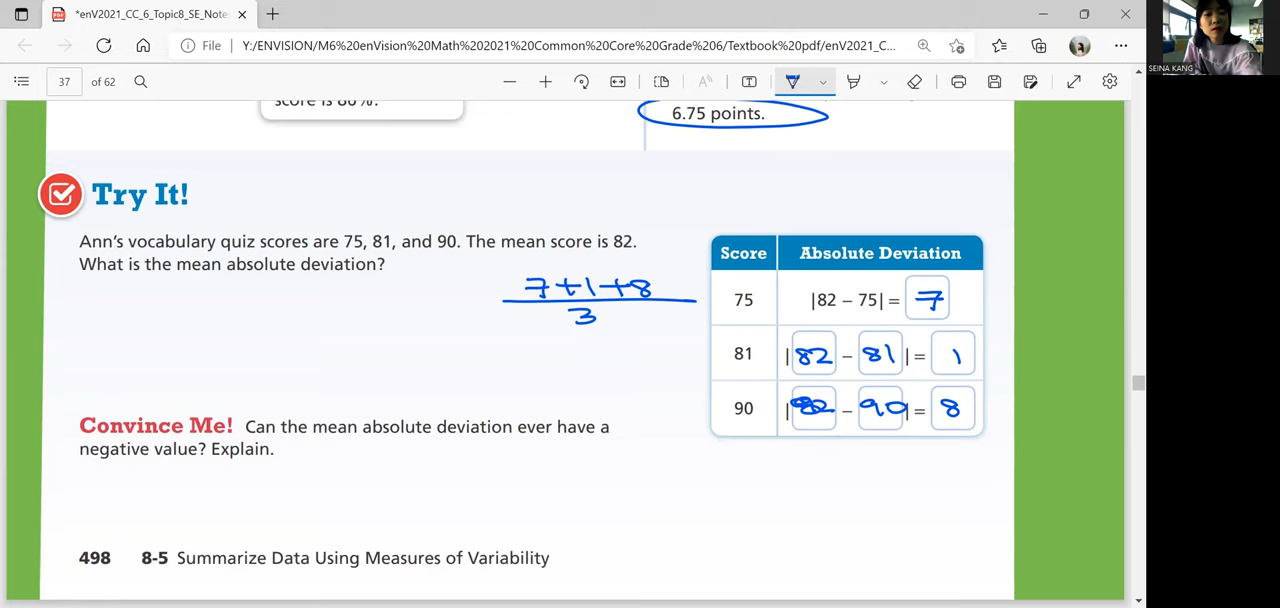 *enV2021_CC_6_Topic8_SE_Note
File
Y:/ENVISION/M6%20enVision%20Math%202021%20Common%20Core%20Grade%206/Textbook%20pdf/enV2021_C...
SEINA KANG
37
of 62
score is 86%.
6.75 points.
Try It!
Ann's vocabulary quiz scores are 75, 81, and 90. The mean score is 82.
What is the mean absolute deviation?
7+1+8
3
Score Absolute Deviation
75 |82 – 75| = 7
81 |82 – 81| = 1
90 |82 – 90| = 8
Convince Me! Can the mean absolute deviation ever have a
negative value? Explain.
498 8-5 Summarize Data Using Measures of Variability